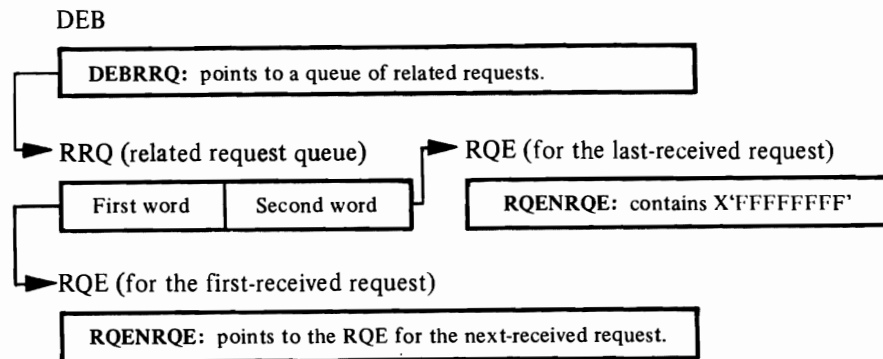 DEB
DEBRRQ: points to a queue of related requests.
RRQ (related request queue)
RQE (for the last-received request)
First word
Second word
RQENRQE: contains X‘FFFFFFFF’
RQE (for the first-received request)
RQENRQE: points to the RQE for the next-received request.